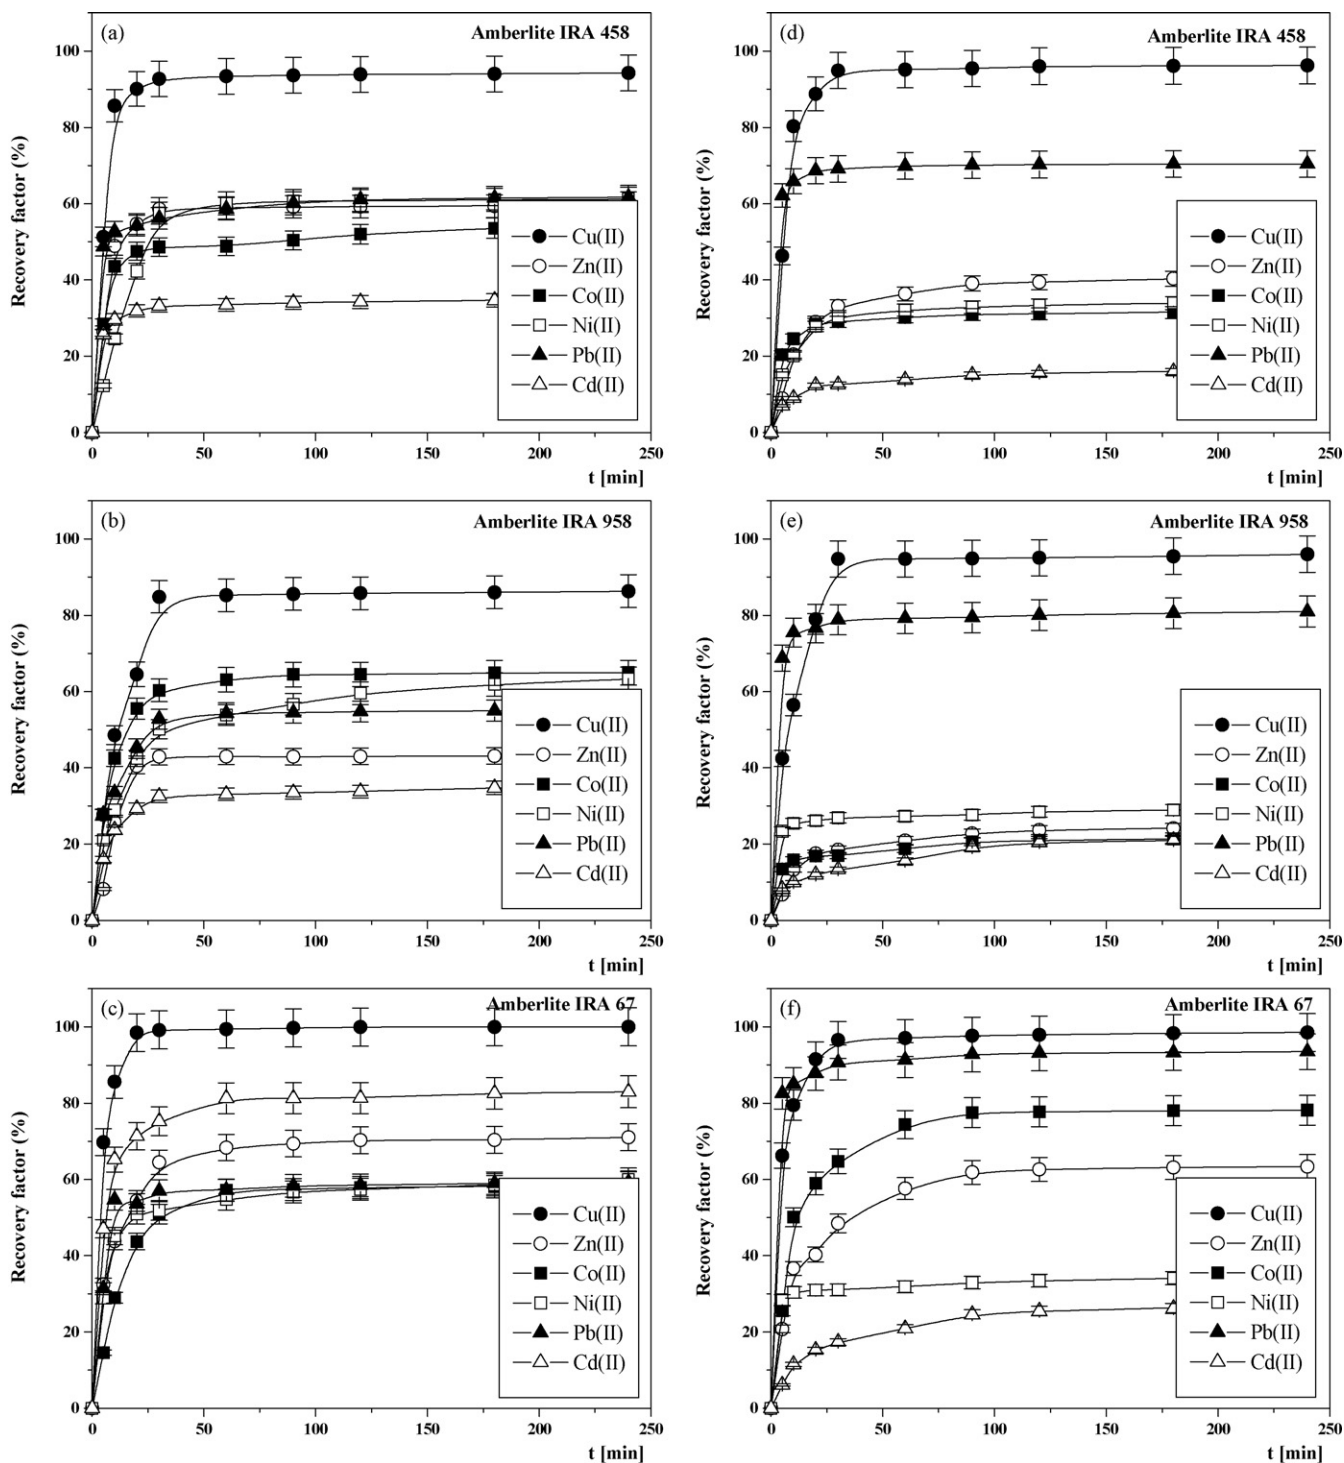 (a)
Amberlite IRA 458
Recovery factor (%)
100
80
60
40
20
0
Cu(II)
Zn(II)
Co(II)
Ni(II)
Pb(II)
Cd(II)
0 50 100 150 200 250
t [min]
(d)
Amberlite IRA 458
Recovery factor (%)
100
80
60
40
20
0
Cu(II)
Zn(II)
Co(II)
Ni(II)
Pb(II)
Cd(II)
0 50 100 150 200 250
t [min]
(b)
Amberlite IRA 958
Recovery factor (%)
100
80
60
40
20
0
Cu(II)
Zn(II)
Co(II)
Ni(II)
Pb(II)
Cd(II)
0 50 100 150 200 250
t [min]
(e)
Amberlite IRA 958
Recovery factor (%)
100
80
60
40
20
0
Cu(II)
Zn(II)
Co(II)
Ni(II)
Pb(II)
Cd(II)
0 50 100 150 200 250
t [min]
(c)
Amberlite IRA 67
Recovery factor (%)
100
80
60
40
20
0
Cu(II)
Zn(II)
Co(II)
Ni(II)
Pb(II)
Cd(II)
0 50 100 150 200 250
t [min]
(f)
Amberlite IRA 67
Recovery factor (%)
100
80
60
40
20
0
Cu(II)
Zn(II)
Co(II)
Ni(II)
Pb(II)
Cd(II)
0 50 100 150 200 250
t [min]